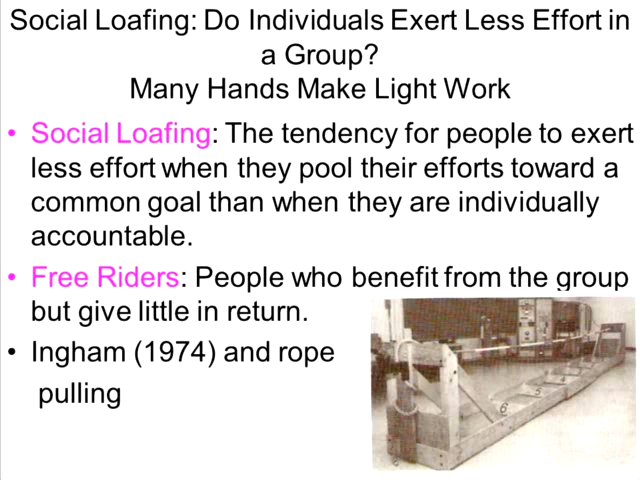 Social Loafing: Do Individuals Exert Less Effort in
a Group?
Many Hands Make Light Work
• Social Loafing: The tendency for people to exert
less effort when they pool their efforts toward a
common goal than when they are individually
accountable.
• Free Riders: People who benefit from the group
but give little in return.
• Ingham (1974) and rope
pulling
6
5